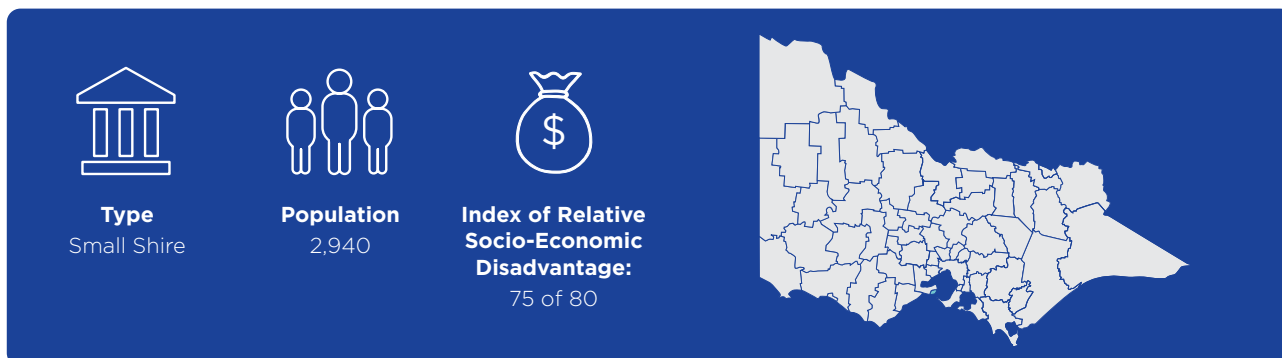 $
Type
Small Shire
Population
2,940
Index of Relative
Socio-Economic
Disadvantage:
75 of 80